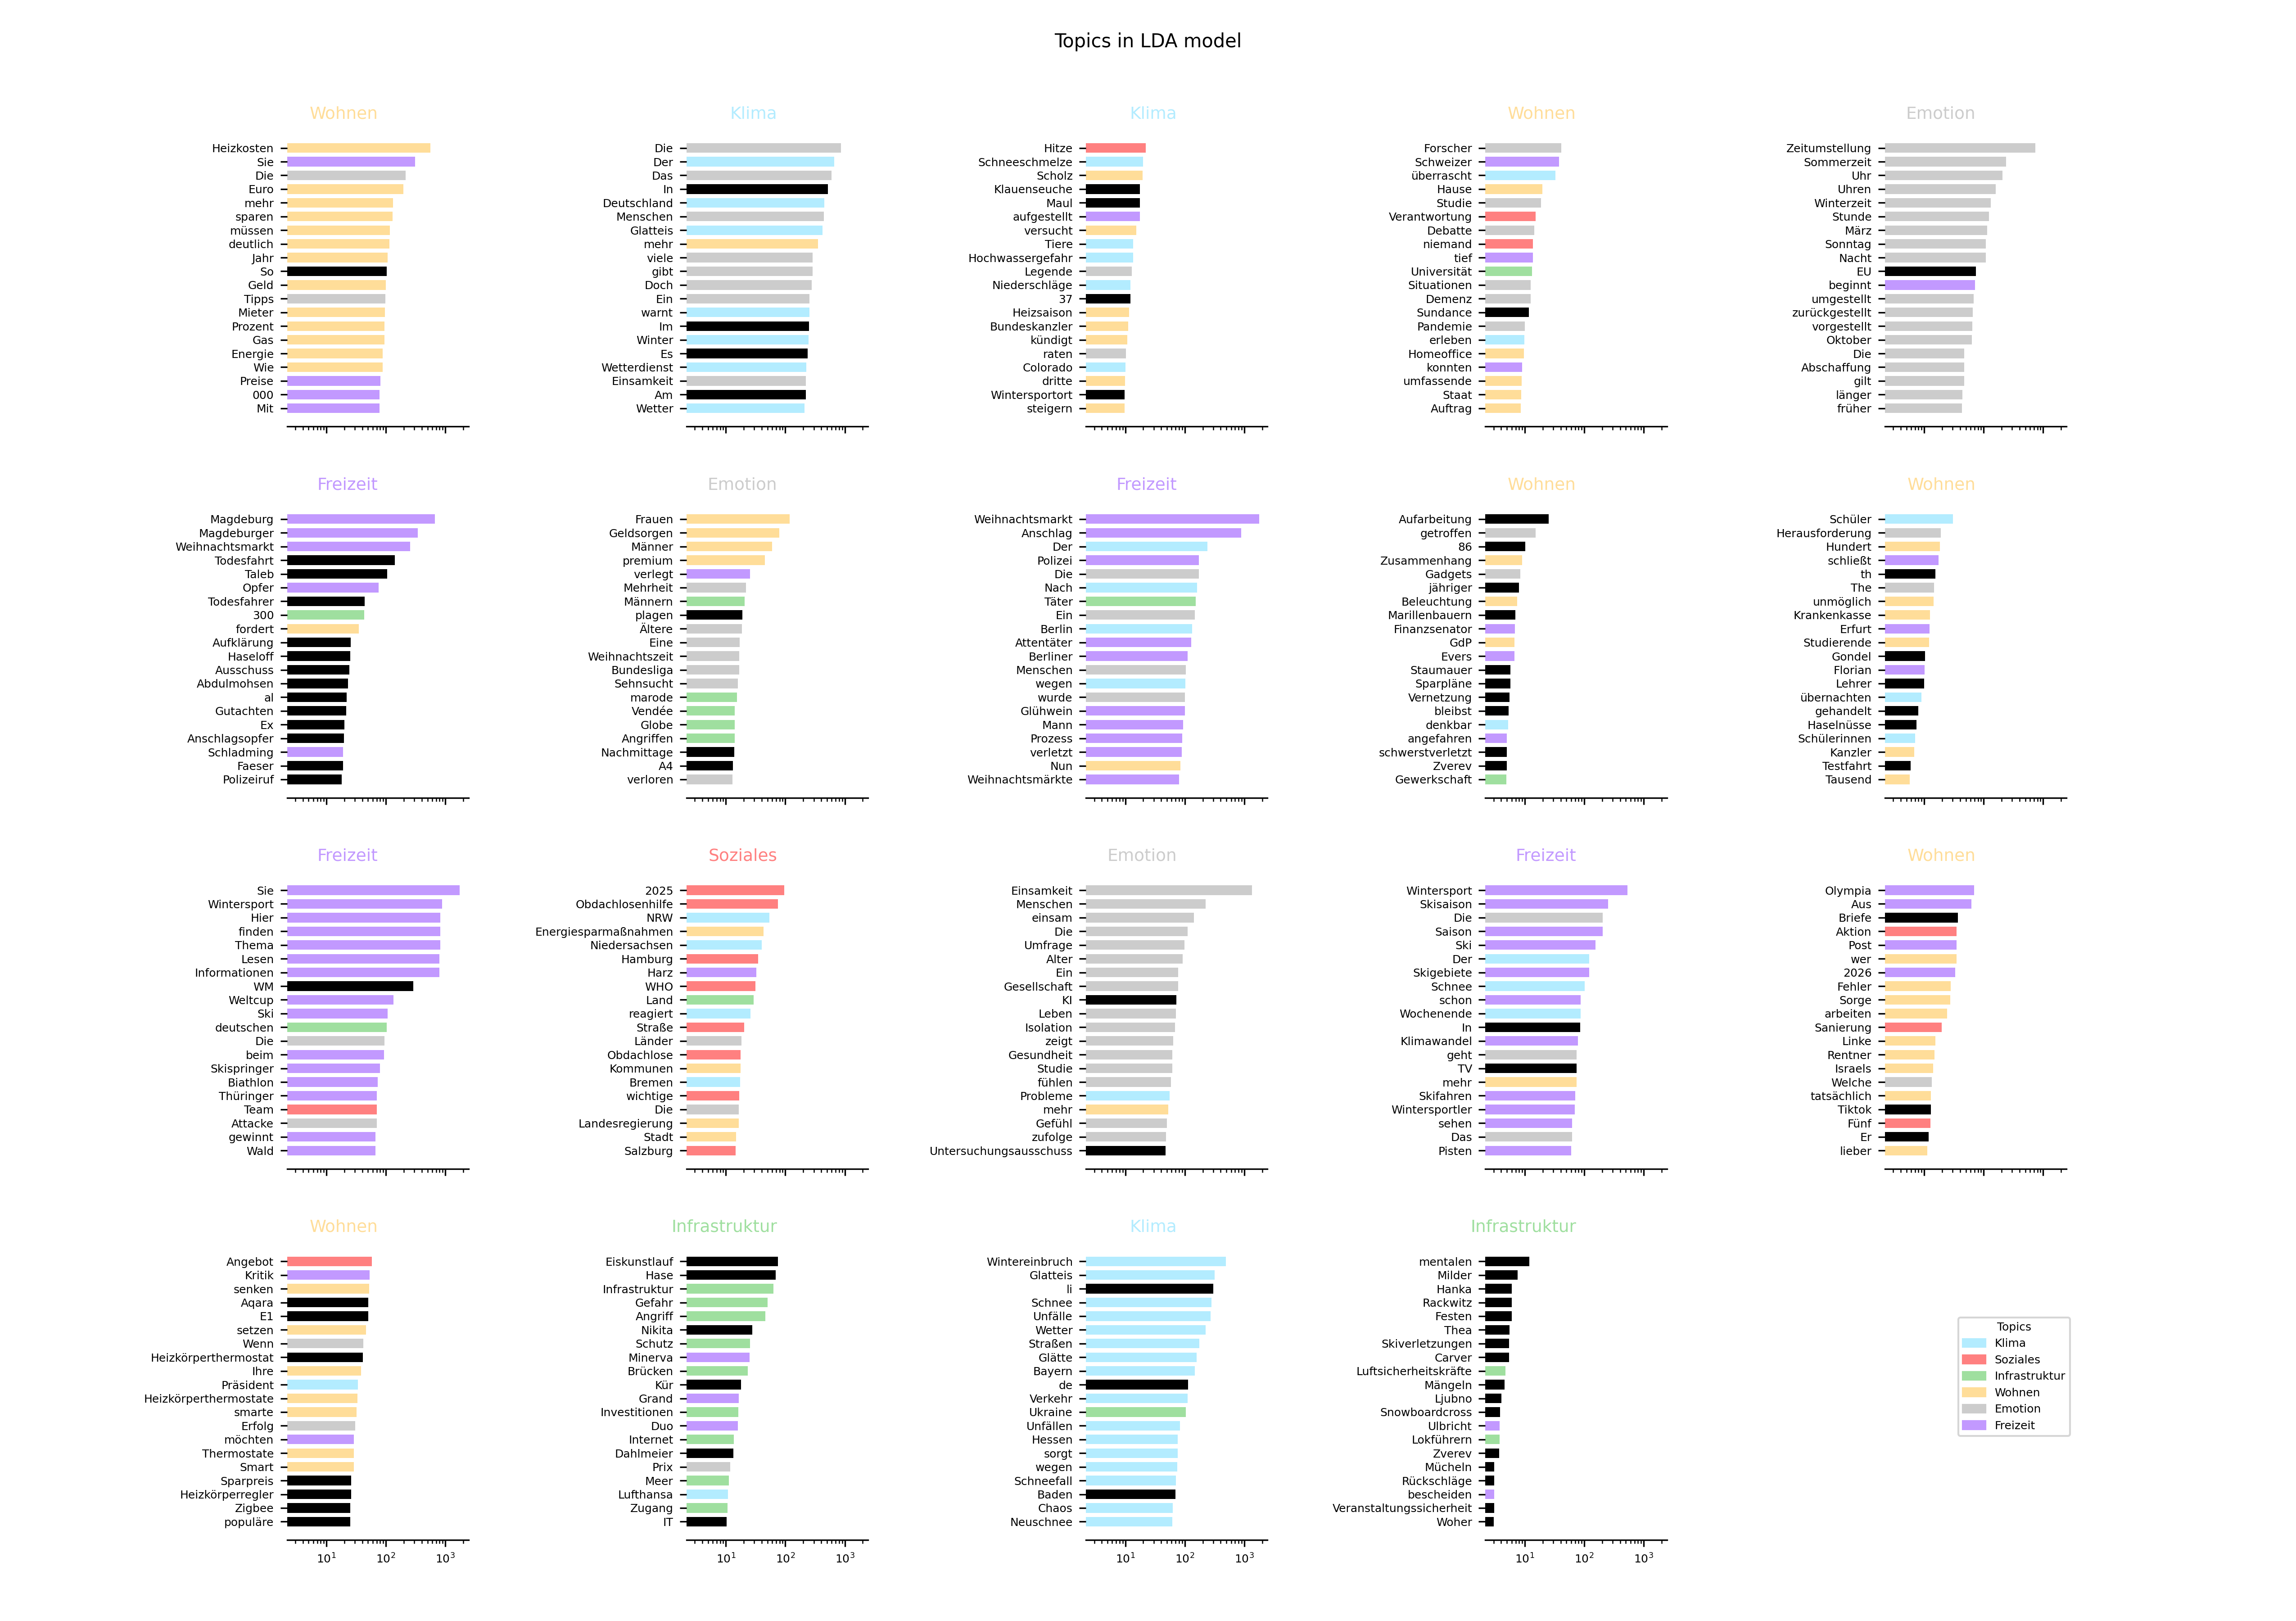 Topics in LDA model
Wohnen
Heizkosten
Sie
Die
Euro
mehr
sparen
müssen
deutlich
Jahr
So
Geld
Tipps
Mieter
Prozent
Gas
Energie
Wie
Preise
000
Mit
Klima
Die
Der
Das
In
Deutschland
Menschen
Glatteis
mehr
viele
gibt
Doch
Ein
warnt
Im
Winter
Es
Wetterdienst
Einsamkeit
Am
Wetter
Klima
Hitze
Schneeschmelze
Scholz
Klauenseuche
Maul
aufgestellt
versucht
Tiere
Hochwassergefahr
Legende
Niederschläge
37
Heizsaison
Bundeskanzler
kündigt
raten
Colorado
dritte
Wintersportort
steigern
Wohnen
Forscher
Schweizer
überrascht
Hause
Studie
Verantwortung
Debatte
niemand
tief
Universität
Situationen
Demenz
Sundance
Pandemie
erleben
Homeoffice
konnten
umfassende
Staat
Auftrag
Emotion
Zeitumstellung
Sommerzeit
Uhr
Uhren
Winterzeit
Stunde
März
Sonntag
Nacht
EU
beginnt
umgestellt
zurückgestellt
vorgestellt
Oktober
Die
Abschaffung
gilt
länger
früher
Freizeit
Magdeburg
Magdeburger
Weihnachtsmarkt
Todesfahrt
Taleb
Opfer
Todesfahrer
300
fordert
Aufklärung
Haseloff
Ausschuss
Abdulmohsen
al
Gutachten
Ex
Anschlagsopfer
Schladming
Faeser
Polizeiruf
Emotion
Frauen
Geldsorgen
Männer
premium
verlegt
Mehrheit
Männern
plagen
Ältere
Eine
Weihnachtszeit
Bundesliga
Sehnsucht
marode
Vendée
Globe
Angriffen
Nachmittage
A4
verloren
Freizeit
Weihnachtsmarkt
Anschlag
Der
Polizei
Die
Nach
Täter
Ein
Berlin
Attentäter
Berliner
Menschen
wegen
wurde
Glühwein
Mann
Prozess
verletzt
Nun
Weihnachtsmärkte
Wohnen
Aufarbeitung
getroffen
86
Zusammenhang
Gadgets
jähriger
Beleuchtung
Marillenbauern
Finanzsenator
GdP
Evers
Staumauer
Sparpläne
Vernetzung
bleibst
denkbar
angefahren
schwerstverletzt
Zverev
Gewerkschaft
Wohnen
Schüler
Herausforderung
Hundert
schließt
th
The
unmöglich
Krankenkasse
Erfurt
Studierende
Gondel
Florian
Lehrer
übernachten
gehandelt
Haselnüsse
Schülerinnen
Kanzler
Testfahrt
Tausend
Freizeit
Sie
Wintersport
Hier
finden
Thema
Lesen
Informationen
WM
Weltcup
Ski
deutschen
Die
beim
Skispringer
Biathlon
Thüringer
Team
Attacke
gewinnt
Wald
Soziales
2025
Obdachlosenhilfe
NRW
Energiesparmaßnahmen
Niedersachsen
Hamburg
Harz
WHO
Land
reagiert
Straße
Länder
Obdachlose
Kommunen
Bremen
wichtige
Die
Landesregierung
Stadt
Salzburg
Emotion
Einsamkeit
Menschen
einsam
Die
Umfrage
Alter
Ein
Gesellschaft
KI
Leben
Isolation
zeigt
Gesundheit
Studie
fühlen
Probleme
mehr
Gefühl
zufolge
Untersuchungsausschuss
Freizeit
Wintersport
Skisaison
Die
Saison
Ski
Der
Skigebiete
Schnee
schon
Wochenende
In
Klimawandel
geht
TV
mehr
Skifahren
Wintersportler
sehen
Das
Pisten
Wohnen
Olympia
Aus
Briefe
Aktion
Post
wer
2026
Fehler
Sorge
arbeiten
Sanierung
Linke
Rentner
Israels
Welche
tatsächlich
Tiktok
Fünf
Er
lieber
Wohnen
Angebot
Kritik
senken
Aqara
E1
setzen
Wenn
Heizkörperthermostat
Ihre
Präsident
Heizkörperthermostate
smarte
Erfolg
möchten
Thermostate
Smart
Sparpreis
Heizkörperregler
Zigbee
populäre
10¹ 10² 10³
Infrastruktur
Eiskunstlauf
Hase
Infrastruktur
Gefahr
Angriff
Nikita
Schutz
Minerva
Brücken
Kür
Grand
Investitionen
Duo
Internet
Dahlmeier
Prix
Meer
Lufthansa
Zugang
IT
10¹ 10² 10³
Klima
Wintereinbruch
Glatteis
li
Schnee
Unfälle
Wetter
Straßen
Glätte
Bayern
de
Verkehr
Ukraine
Unfällen
Hessen
sorgt
wegen
Schneefall
Baden
Chaos
Neuschnee
10¹ 10² 10³
Infrastruktur
mentalen
Milder
Hanka
Rackwitz
Festen
Thea
Skiverletzungen
Carver
Luftsicherheitskräfte
Mängeln
Ljubno
Snowboardcross
Ulbricht
Lokführern
Zverev
Mücheln
Rückschläge
bescheiden
Veranstaltungssicherheit
Woher
10¹ 10² 10³
Topics
Klima
Soziales
Infrastruktur
Wohnen
Emotion
Freizeit